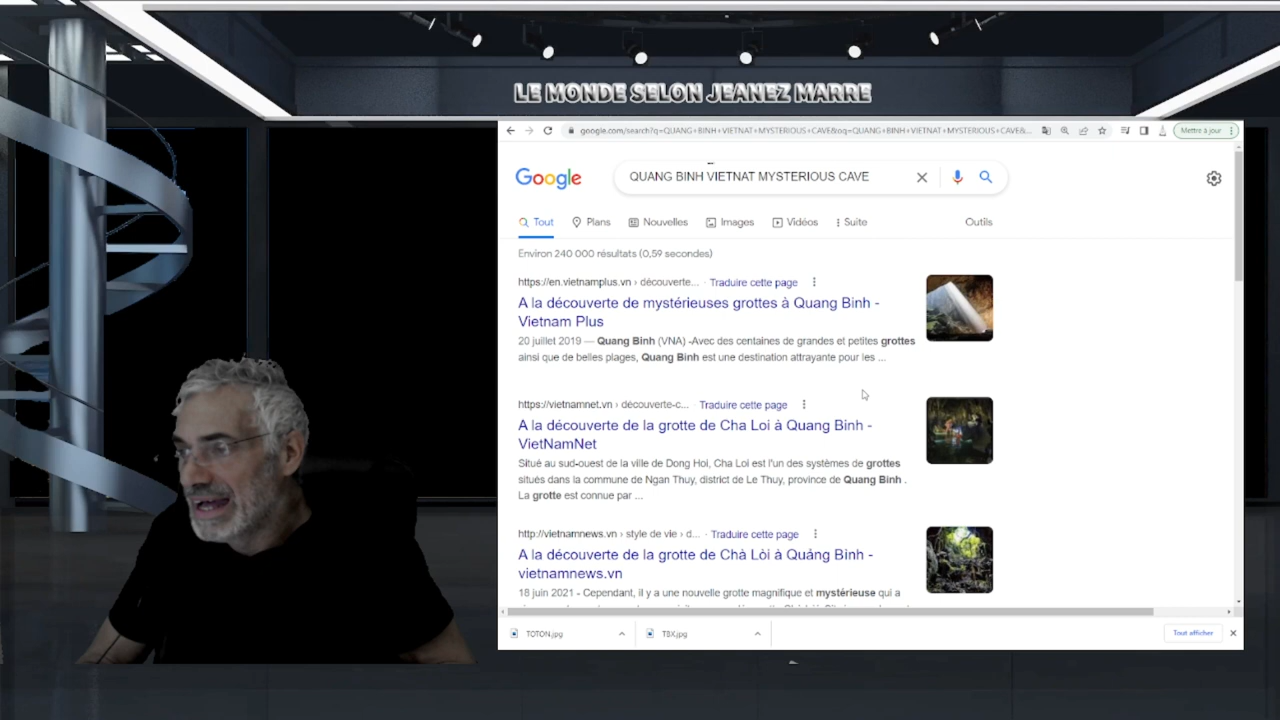 LE MONDE SELON JEANEZ MARRE
google.com/search?q=QUANG+BINH+VIETNAT+MYSTERIOUS+CAVE&oq=QUANG+BINH+VIETNAT+MYSTERIOUS+CAVE&...
Mettre à jour
Google
QUANG BINH VIETNAT MYSTERIOUS CAVE
Tout Plans Nouvelles Images Vidéos Suite Outils
Environ 240 000 résultats (0,59 secondes)
https://en.vietnamplus.vn › découverte... · Traduire cette page
A la découverte de mystérieuses grottes à Quang Binh -
Vietnam Plus
20 juillet 2019 — Quang Binh (VNA) -Avec des centaines de grandes et petites grottes
ainsi que de belles plages, Quang Binh est une destination attrayante pour les ...
https://vietnamnet.vn › découverte-c... · Traduire cette page
A la découverte de la grotte de Cha Loi à Quang Binh -
VietNamNet
Situé au sud-ouest de la ville de Dong Hoi, Cha Loi est l'un des systèmes de grottes
situés dans la commune de Ngan Thuy, district de Le Thuy, province de Quang Binh .
La grotte est connue par ...
http://vietnamnews.vn › style de vie › d... · Traduire cette page
A la découverte de la grotte de Chà Lòi à Quảng Bình -
vietnamnews.vn
18 juin 2021 - Cependant, il y a une nouvelle grotte magnifique et mystérieuse qui a
TOTON.jpg
TBX.jpg
Tout afficher